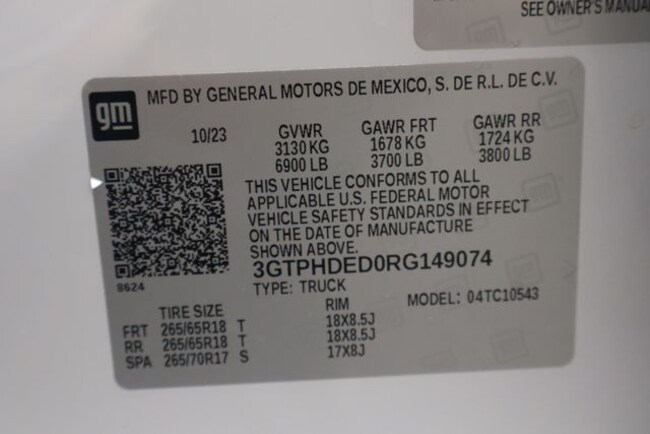 SEE OWNER'S MANUA
gm
MFD BY GENERAL MOTORS DE MEXICO, S. DE R.L. DE C.V.
10/23 GVWR GAWR FRT GAWR RR
3130 KG 1678 KG 1724 KG
6900 LB 3700 LB 3800 LB
THIS VEHICLE CONFORMS TO ALL
APPLICABLE U.S. FEDERAL MOTOR
VEHICLE SAFETY STANDARDS IN EFFECT
ON THE DATE OF MANUFACTURE
SHOWN ABOVE.
3GTPHDED0RG149074
8624
TYPE: TRUCK MODEL: 04TC10543
TIRE SIZE RIM
FRT 265/65R18 T 18X8.5J
RR 265/65R18 T 18X8.5J
SPA 265/70R17 S 17X8J